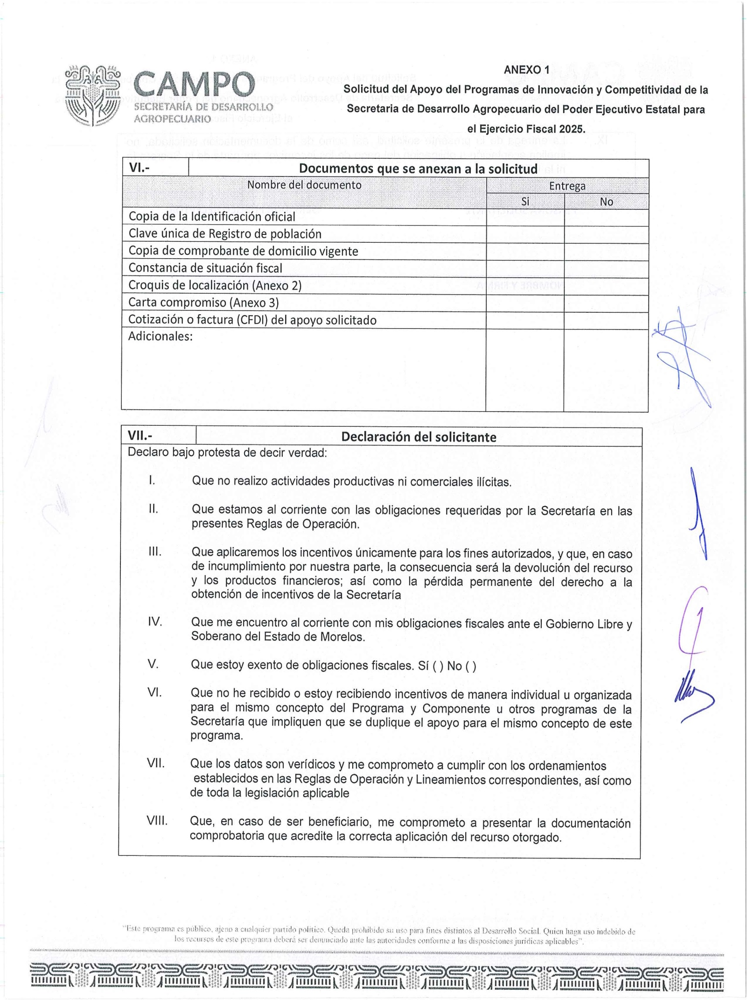 CAMPO
SECRETARÍA DE DESARROLLO
AGROPECUARIO
ANEXO 1
Solicitud del Apoyo del Programas de Innovación y Competitividad de la
Secretaria de Desarrollo Agropecuario del Poder Ejecutivo Estatal para
el Ejercicio Fiscal 2025.
VI.- Documentos que se anexan a la solicitud
Nombre del documento Entrega
Si No
Copia de la Identificación oficial
Clave única de Registro de población
Copia de comprobante de domicilio vigente
Constancia de situación fiscal
Croquis de localización (Anexo 2)
Carta compromiso (Anexo 3)
Cotización o factura (CFDI) del apoyo solicitado
Adicionales:
VII.- Declaración del solicitante
Declaro bajo protesta de decir verdad:
I. Que no realizo actividades productivas ni comerciales ilícitas.
II. Que estamos al corriente con las obligaciones requeridas por la Secretaría en las
presentes Reglas de Operación.
III. Que aplicaremos los incentivos únicamente para los fines autorizados, y que, en caso
de incumplimiento por nuestra parte, la consecuencia será la devolución del recurso
y los productos financieros; así como la pérdida permanente del derecho a la
obtención de incentivos de la Secretaría
IV. Que me encuentro al corriente con mis obligaciones fiscales ante el Gobierno Libre y
Soberano del Estado de Morelos.
V. Que estoy exento de obligaciones fiscales. Sí ( ) No ( )
VI. Que no he recibido o estoy recibiendo incentivos de manera individual u organizada
para el mismo concepto del Programa y Componente u otros programas de la
Secretaría que impliquen que se duplique el apoyo para el mismo concepto de este
programa.
VII. Que los datos son verídicos y me comprometo a cumplir con los ordenamientos
establecidos en las Reglas de Operación y Lineamientos correspondientes, así como
de toda la legislación aplicable
VIII. Que, en caso de ser beneficiario, me comprometo a presentar la documentación
comprobatoria que acredite la correcta aplicación del recurso otorgado.
"Este programa es público, ajeno a cualquier partido político. Queda prohibido su uso para fines distintos al Desarrollo Social. Quien haga uso indebido de
los recursos de este programa deberá ser denunciado ante las autoridades conforme a las disposiciones jurídicas aplicables".